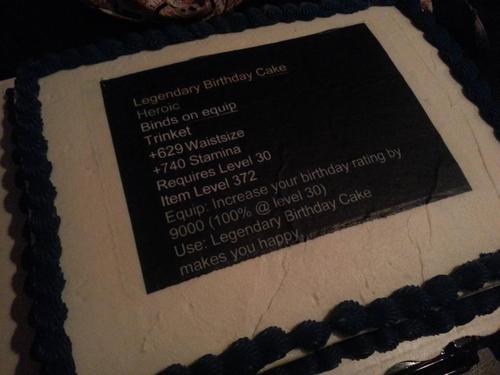 Legendary Birthday Cake
Heroic
Binds on equip
Trinket
+629 Waistsize
+740 Stamina
Requires Level 30
Item Level 372
Equip: Increase your birthday rating by
9000 (100% @ level 30)
Use: Legendary Birthday Cake
makes you happy.